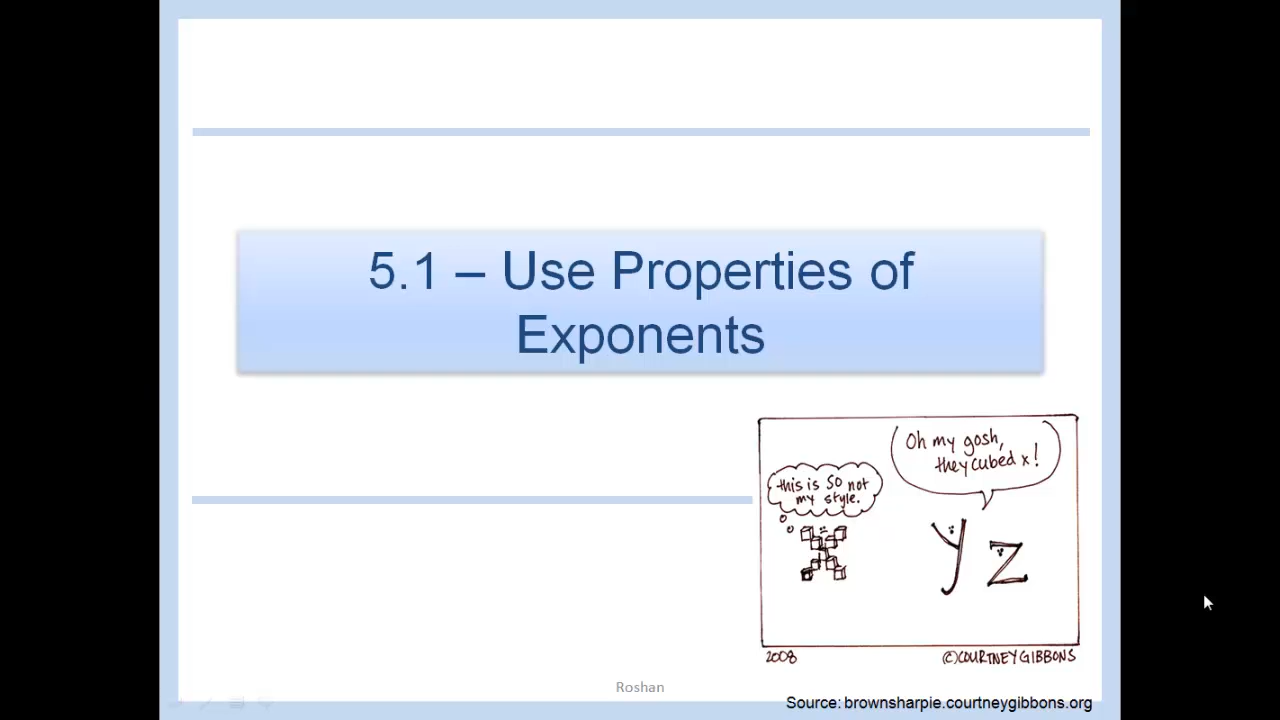 5.1 – Use Properties of
Exponents
Oh my gosh,
they cubed x!
this is SO not
my style.
y z
2008
©COURTNEY GIBBONS
Roshan
Source: brownsharpie.courtneygibbons.org